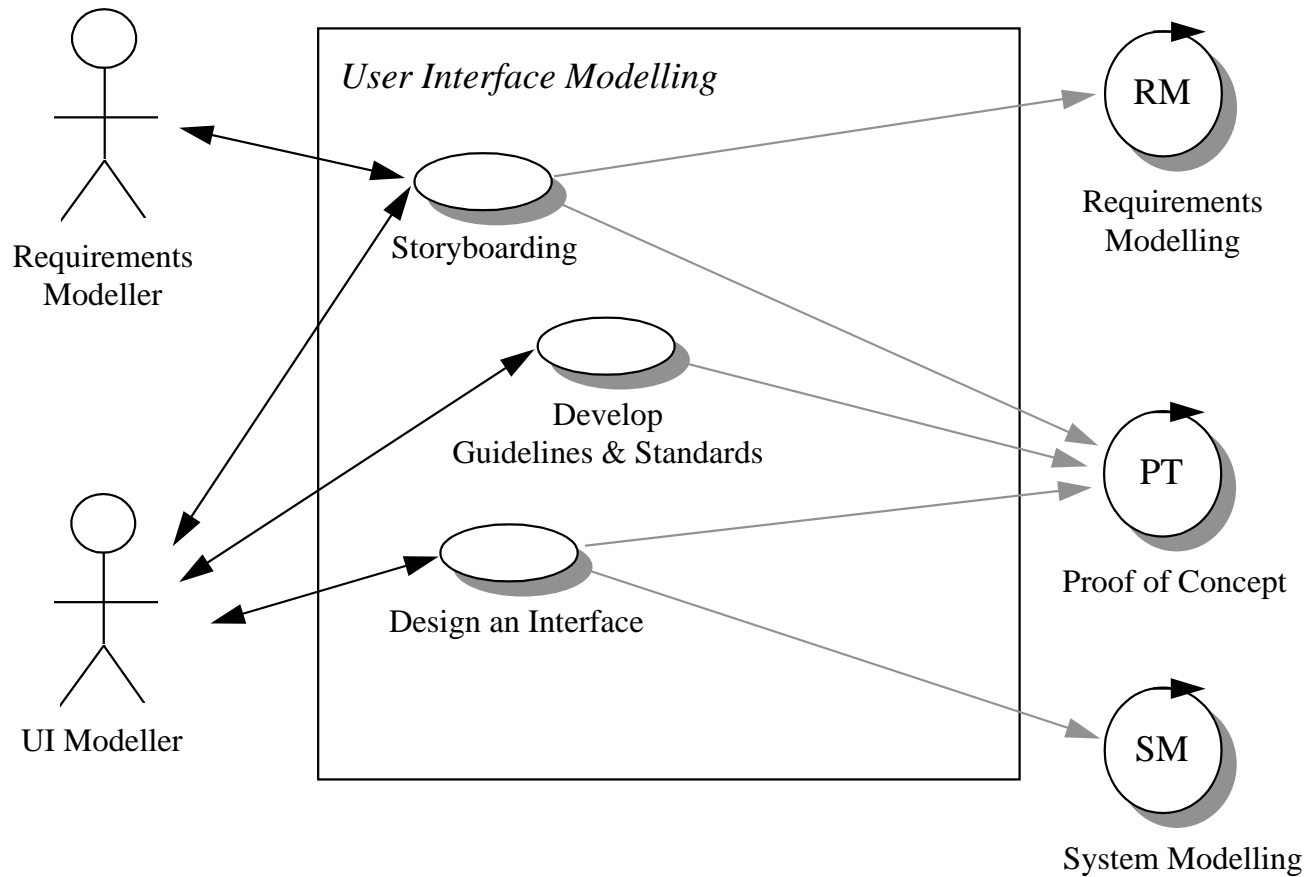 User Interface Modelling
RM
Requirements
Modelling
Storyboarding
Requirements
Modeller
Develop
Guidelines & Standards
PT
Proof of Concept
Design an Interface
UI Modeller
SM
System Modelling